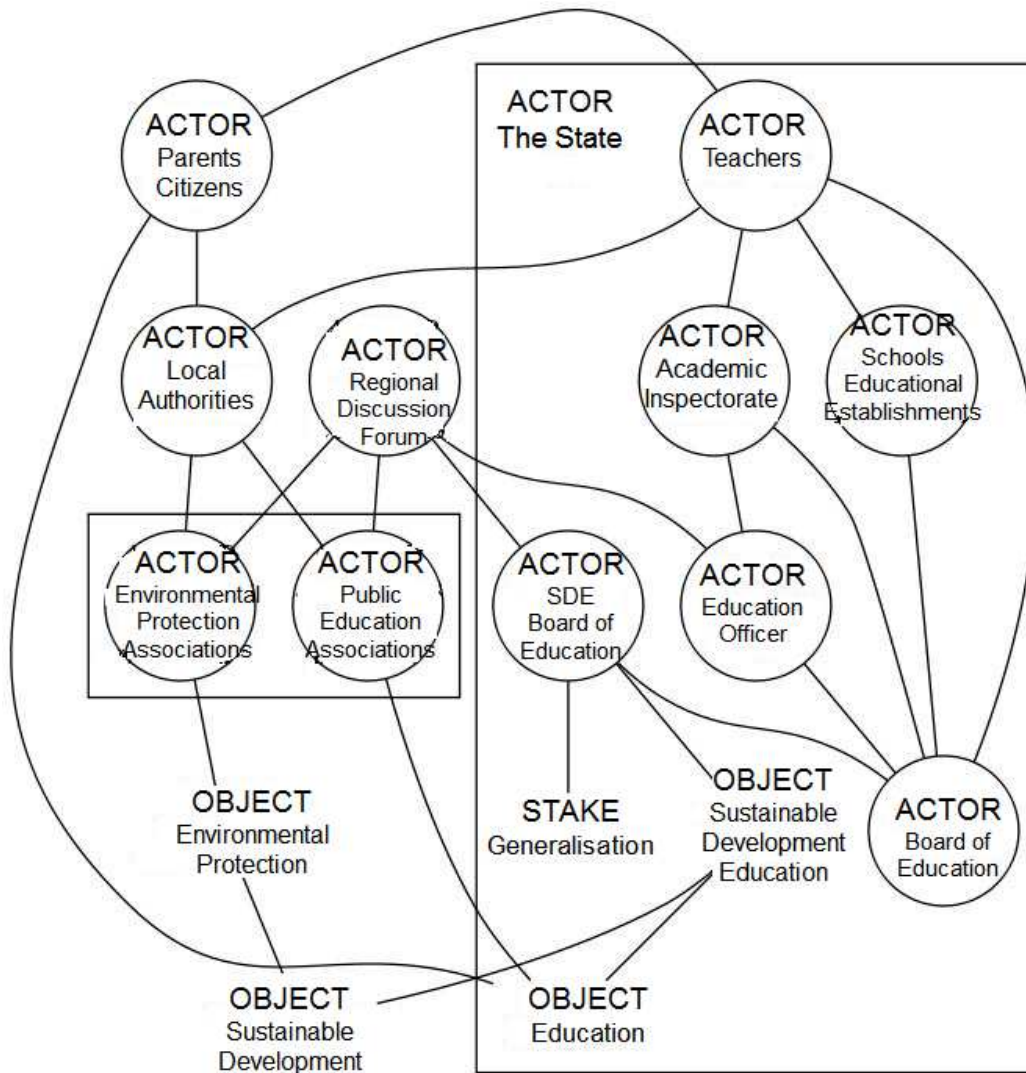 ACTOR
The State
ACTOR
Parents
Citizens
ACTOR
Teachers
ACTOR
Local
Authorities
ACTOR
Regional
Discussion
Forum
ACTOR
Academic
Inspectorate
ACTOR
Schools
Educational
Establishments
ACTOR
Environmental
Protection
Associations
ACTOR
Public
Education
Associations
ACTOR
SDE
Board of
Education
ACTOR
Education
Officer
OBJECT
Environmental
Protection
STAKE
Generalisation
OBJECT
Sustainable
Development
Education
ACTOR
Board of
Education
OBJECT
Sustainable
Development
OBJECT
Education